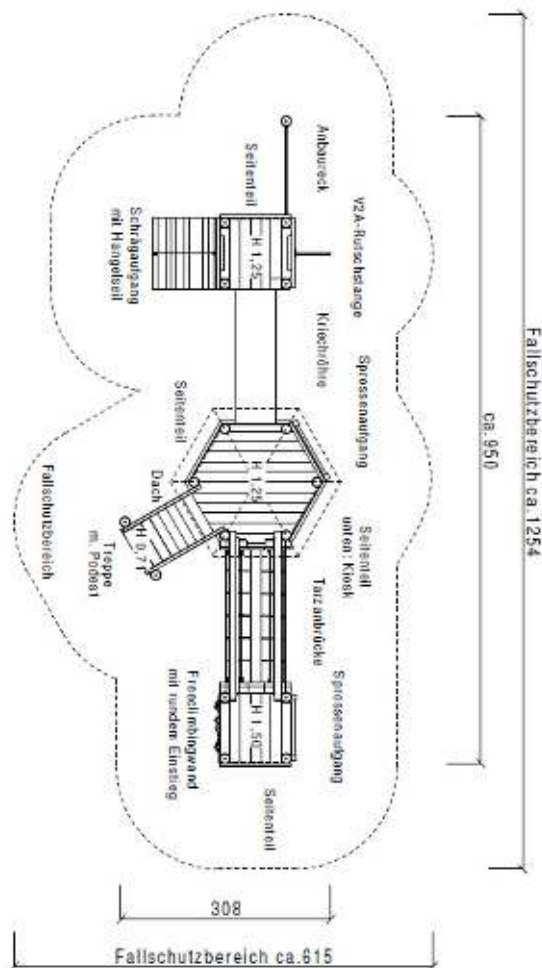 Fallschutzbereich ca.1254
ca.950
Anbaureck
V2A-Rutschstange
Kriechröhre
Sprossenaufgang
Seitenteil
unten: Kiosk
Tarzanbrücke
Sprossenaufgang
Seitenteil
Seitenteil
H 1,25
Schrägaufgang
mit Hangelseil
Seitenteil
H 1,25
Dach
H 0,71
Treppe
m. Podest
H 1,50
Freeclimbingwand
mit rundem Einstieg
Fallschutzbereich
308
Fallschutzbereich ca.615